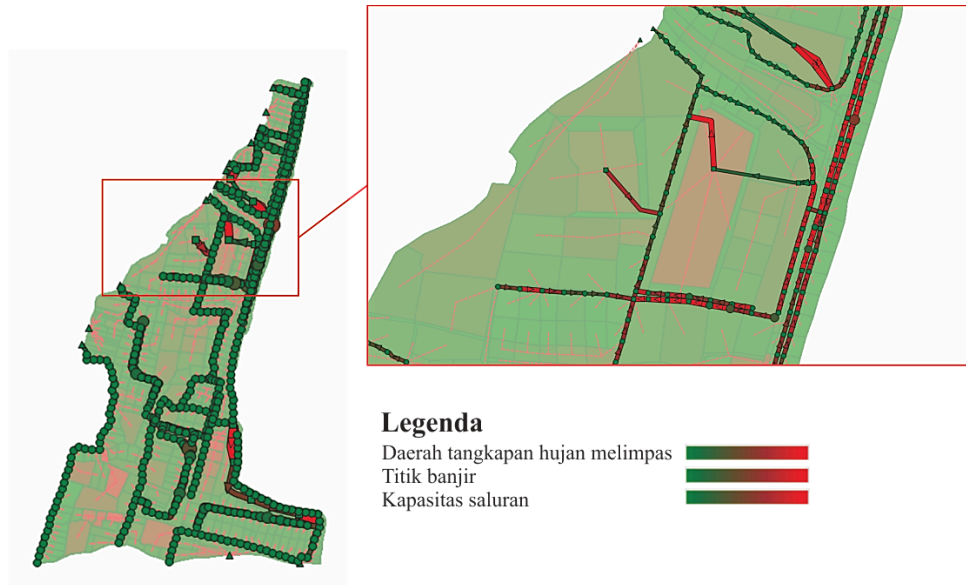 Legenda
Daerah tangkapan hujan melimpas
Titik banjir
Kapasitas saluran